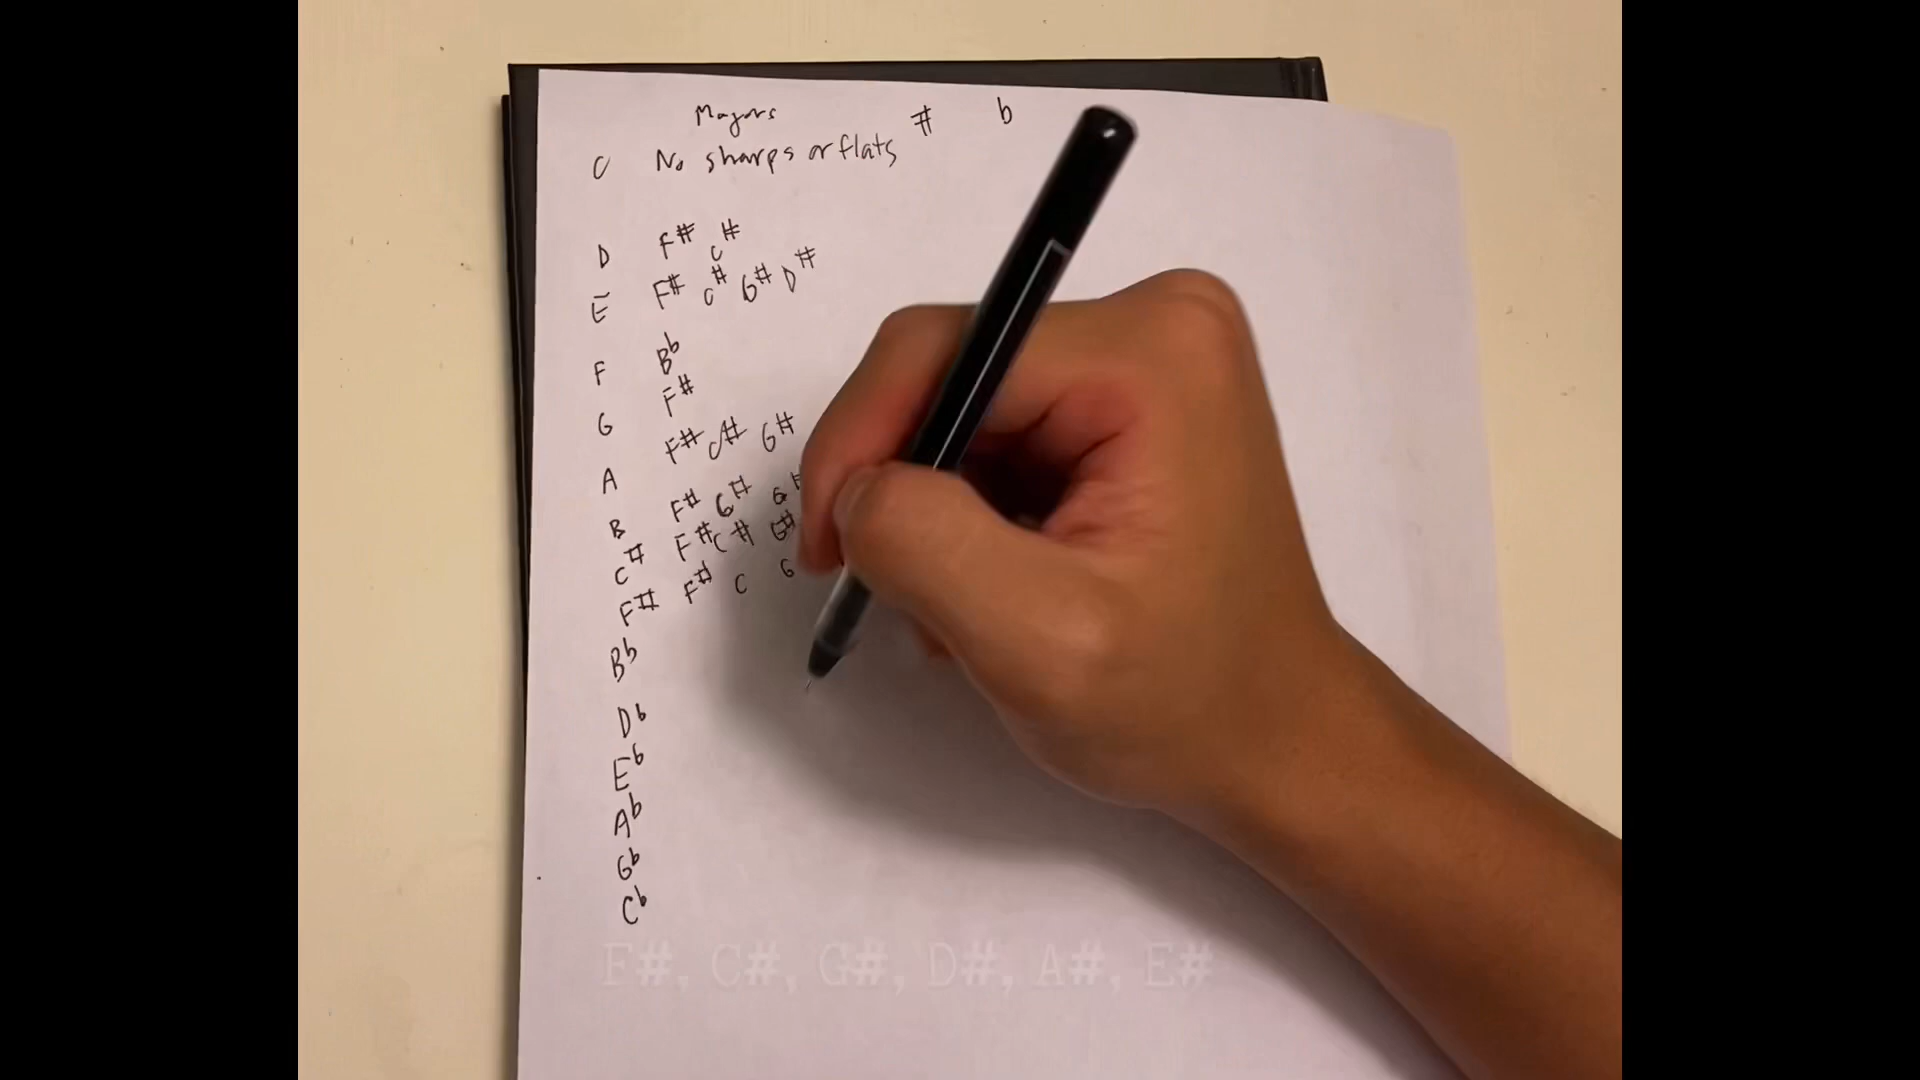 Majors # b
C No sharps or flats
D F# C#
E F# C# G# D#
F Bb
G F#
A F# C# G#
B F# G# G#
C# F# C# G#
F# F# C G
Bb
Db
Eb
Ab
Gb
Cb
F#, C#, G#, D#, A#, E#